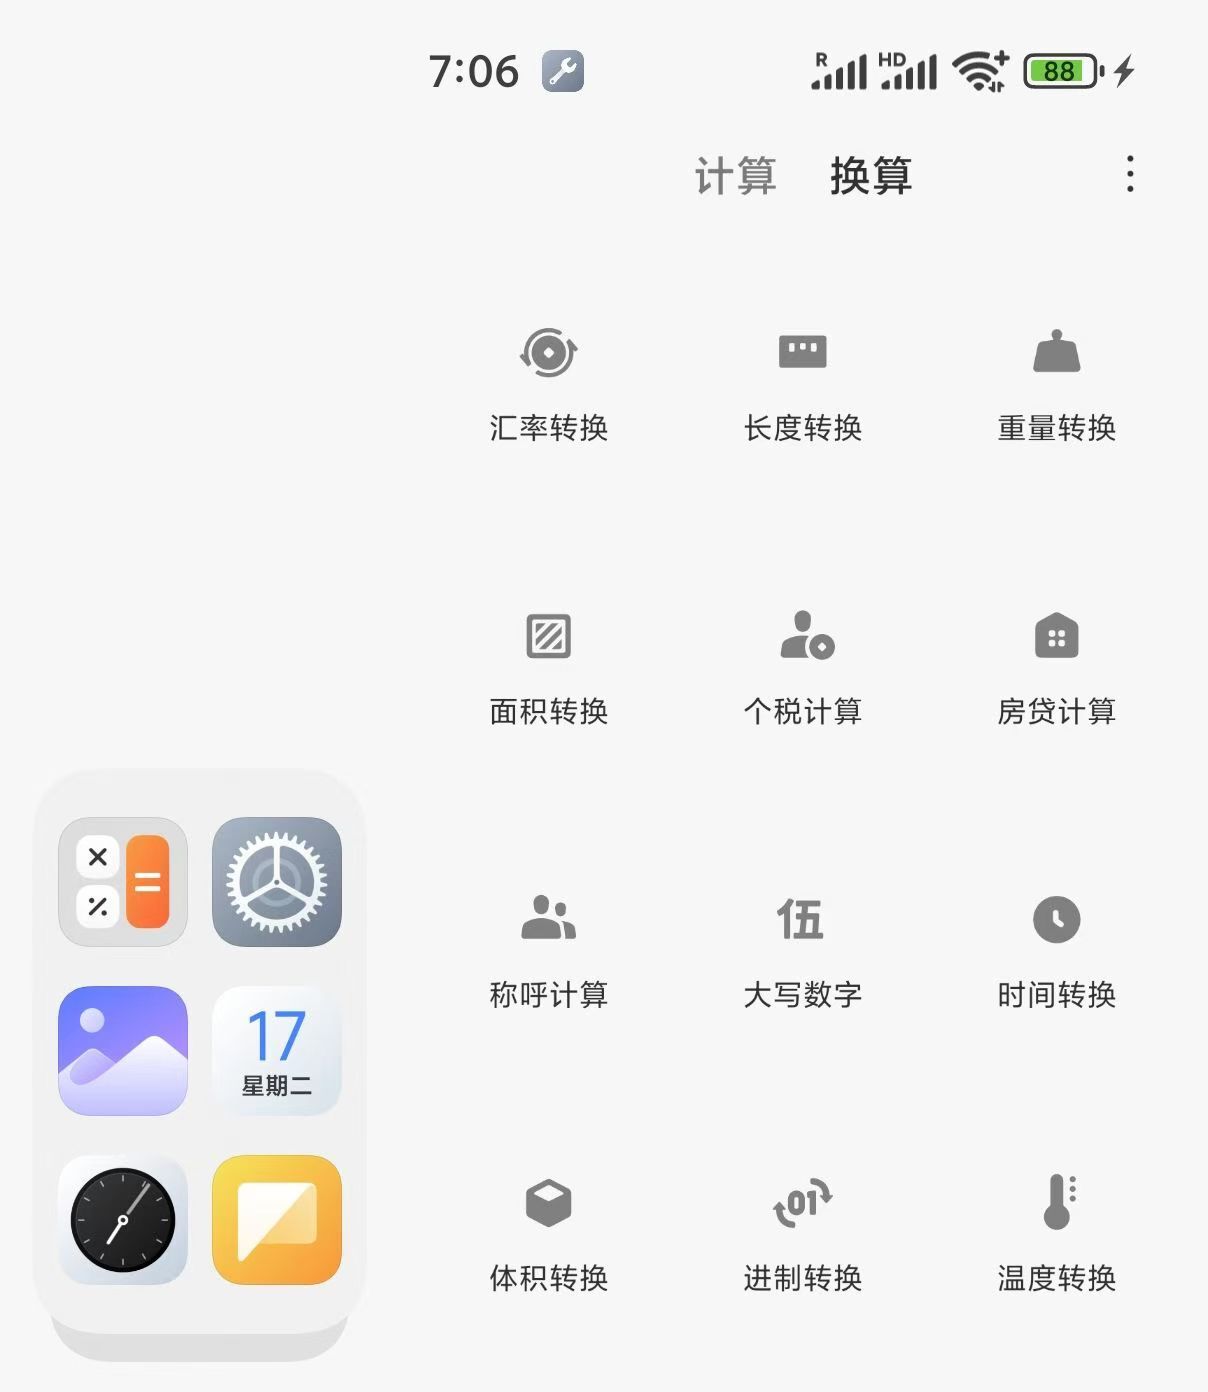 7:06
R HD 88
计算 换算
汇率转换 长度转换 重量转换
面积转换 个税计算 房贷计算
伍
称呼计算 大写数字 时间转换
17
星期二
01
体积转换 进制转换 温度转换